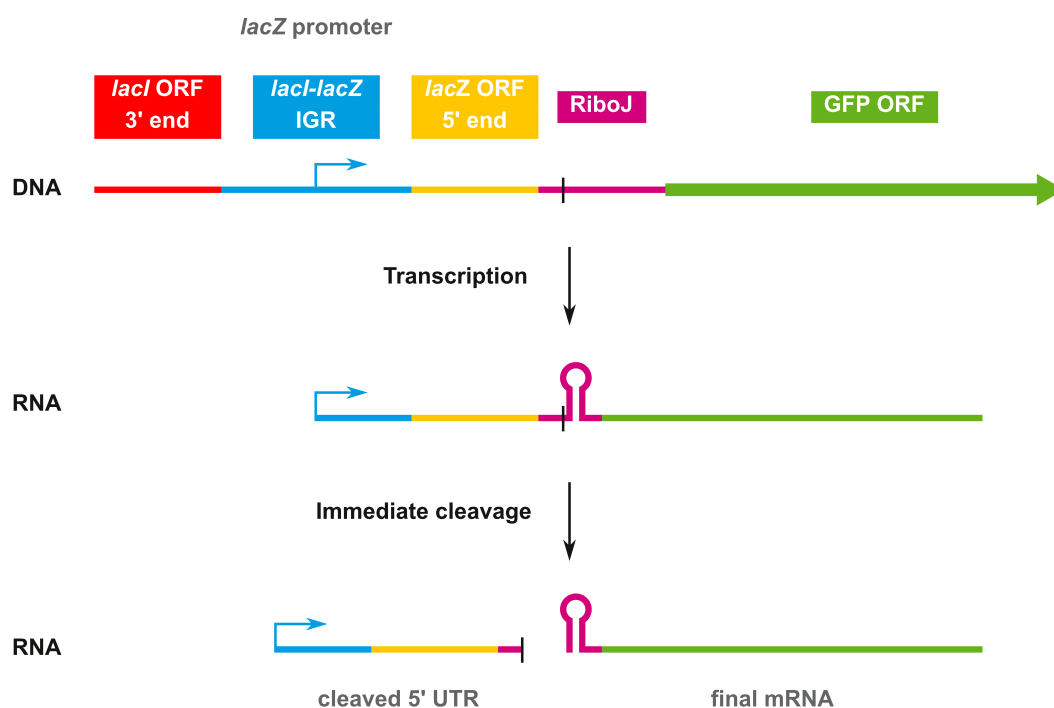 lacZ promoter
lacI ORF
3' end
lacI-lacZ
IGR
lacZ ORF
5' end
RiboJ
GFP ORF
DNA
Transcription
RNA
Immediate cleavage
RNA
cleaved 5' UTR
final mRNA